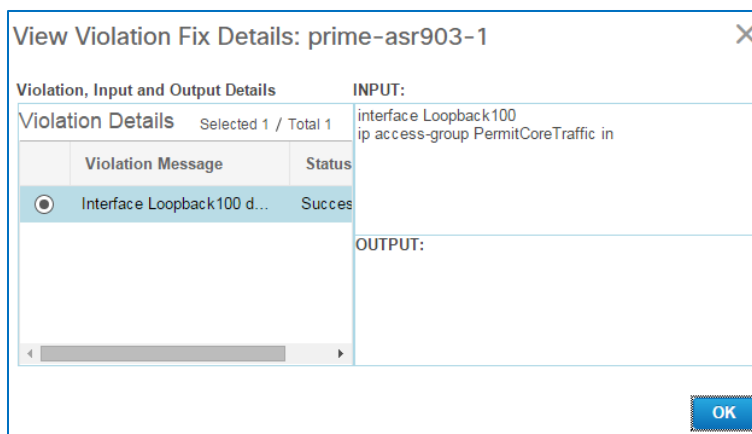 View Violation Fix Details: prime-asr903-1
Violation, Input and Output Details
Violation Details Selected 1 / Total 1
Violation Message Status
Interface Loopback100 d... Succes
INPUT:
interface Loopback100
ip access-group PermitCoreTraffic in
OUTPUT:
OK